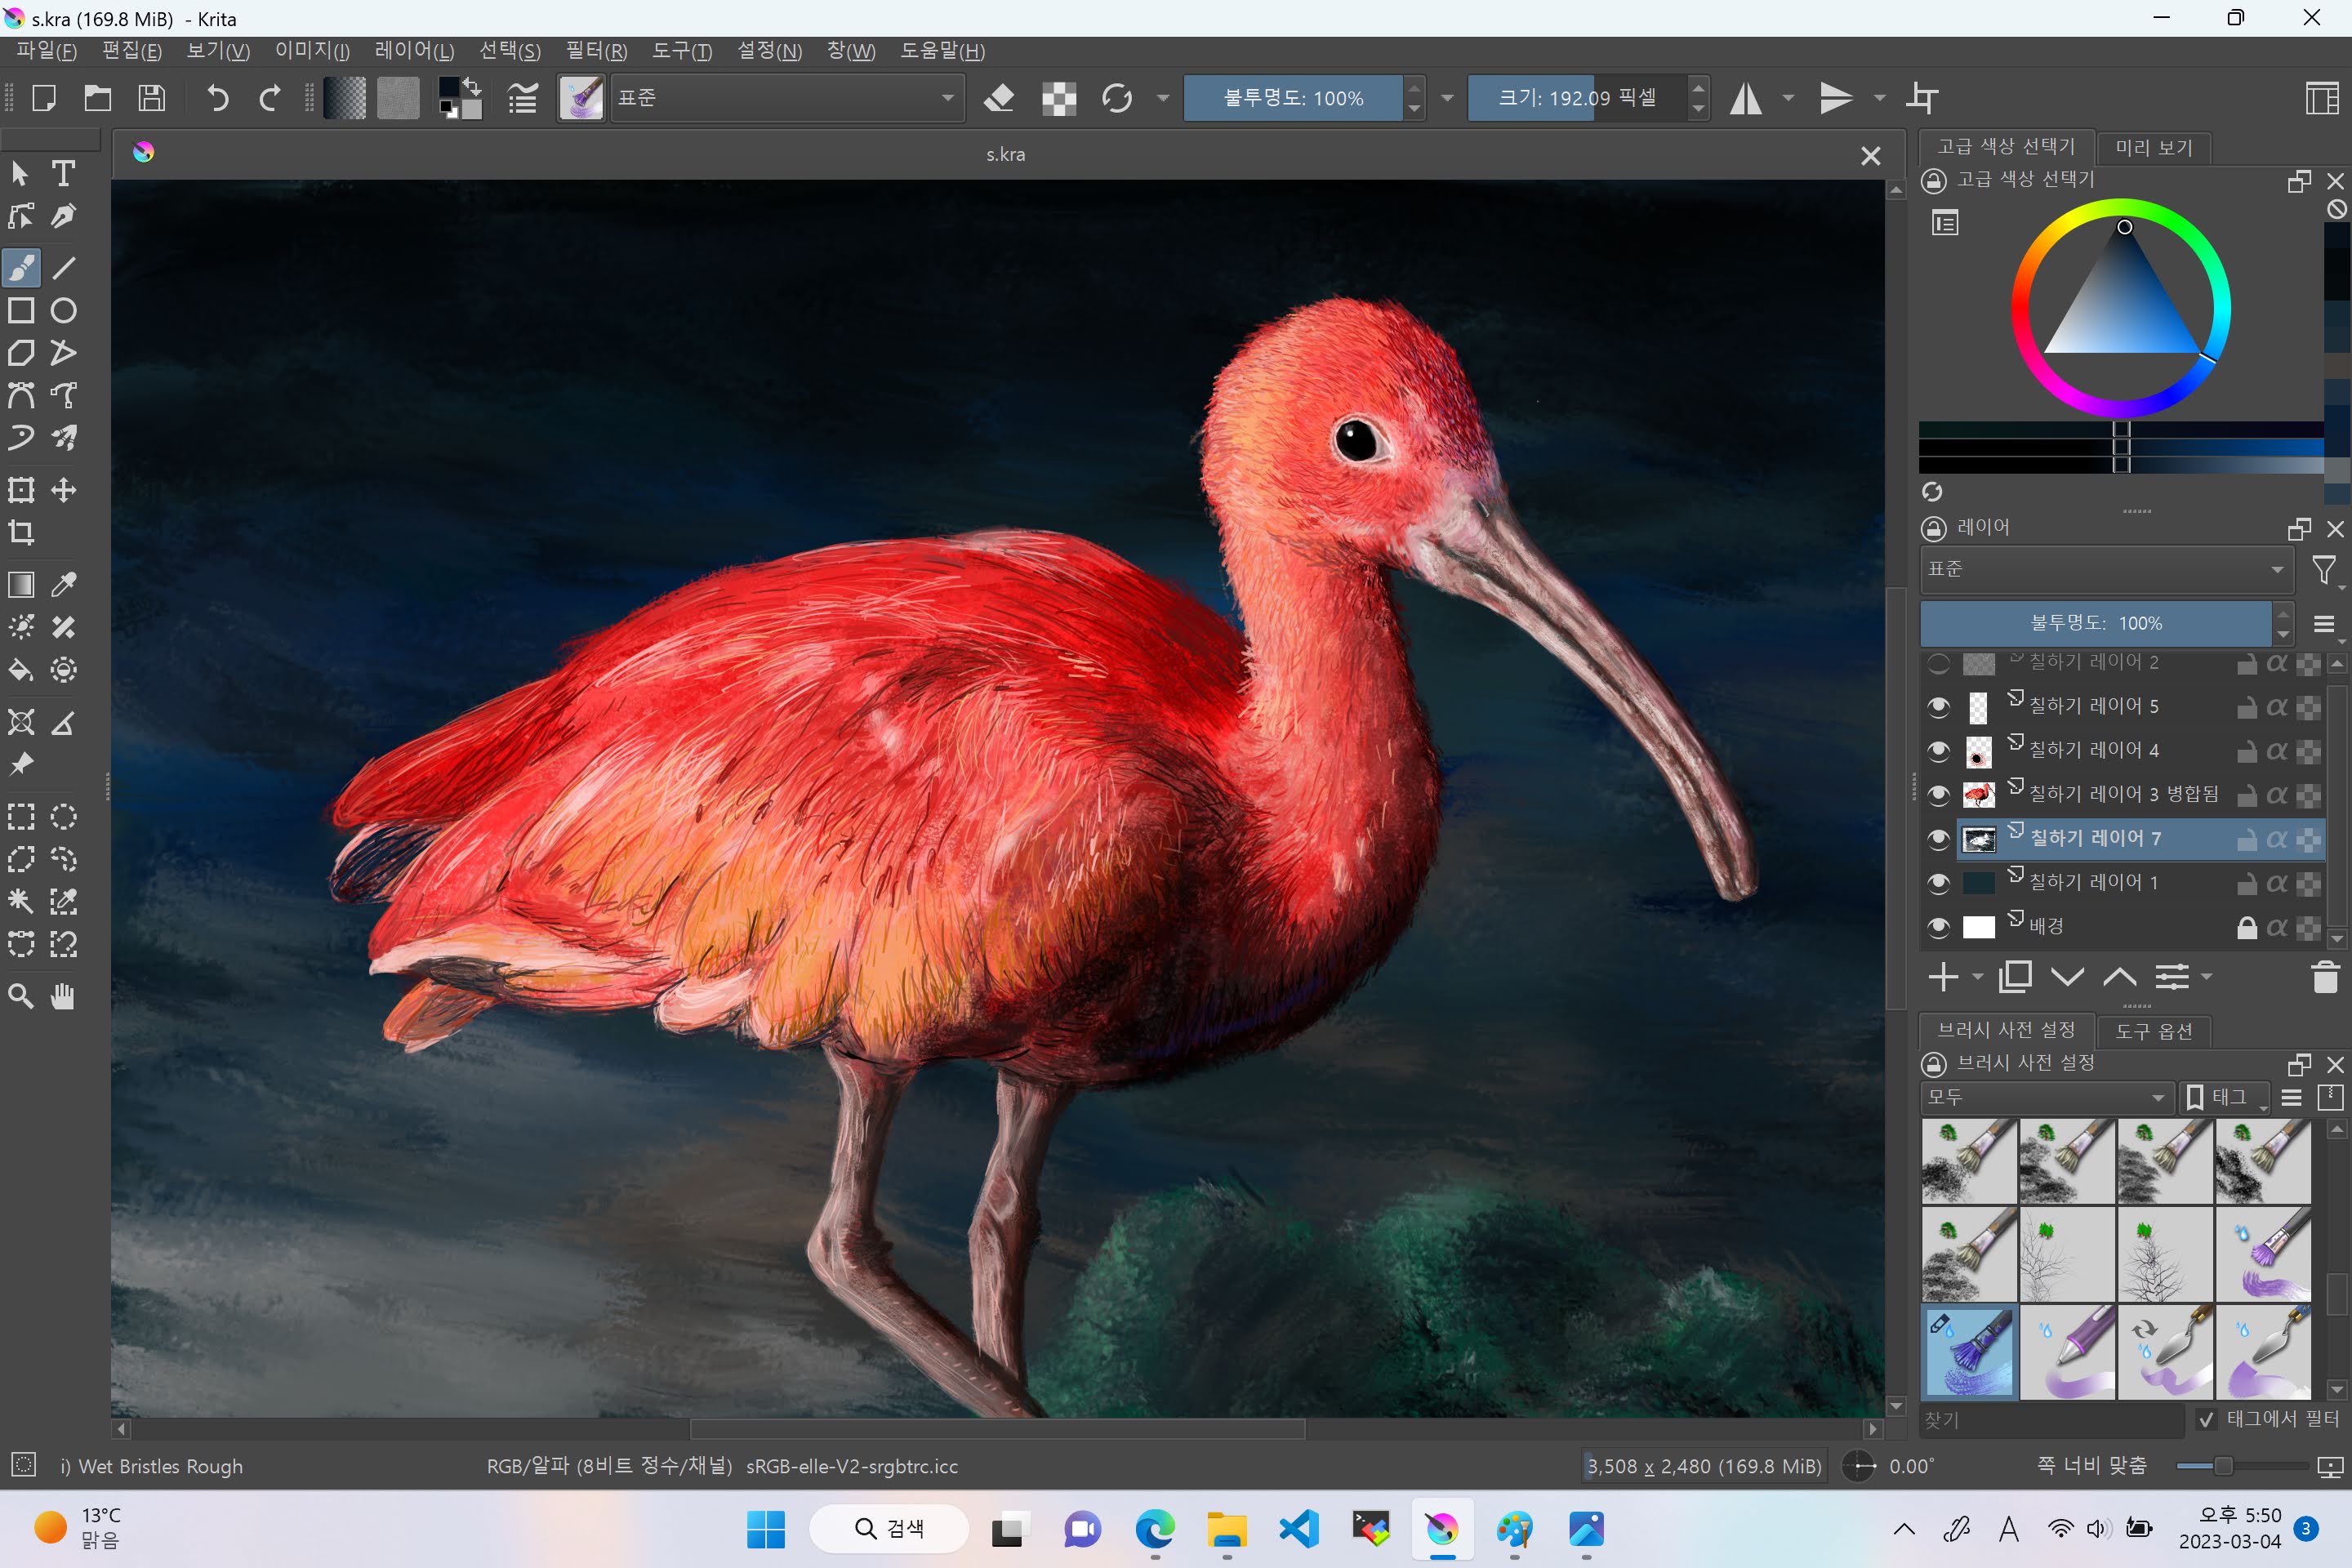 s.kra (169.8 MiB) - Krita
파일(F) 편집(E) 보기(V) 이미지(I) 레이어(L) 선택(S) 필터(R) 도구(T) 설정(N) 창(W) 도움말(H)
표준 불투명도: 100% 크기: 192.09 픽셀
s.kra
고급 색상 선택기 미리 보기
고급 색상 선택기
레이어
표준
불투명도: 100%
칠하기 레이어 2
칠하기 레이어 5
칠하기 레이어 4
칠하기 레이어 3 병합됨
칠하기 레이어 7
칠하기 레이어 1
배경
브러시 사전 설정 도구 옵션
브러시 사전 설정
모두 태그
찾기 태그에서 필터
i) Wet Bristles Rough RGB/알파 (8비트 정수/채널) sRGB-elle-V2-srgbtrc.icc 3,508 x 2,480 (169.8 MiB) 0.00° 쪽 너비 맞춤
13°C
맑음
검색
A
오후 5:50
2023-03-04
3